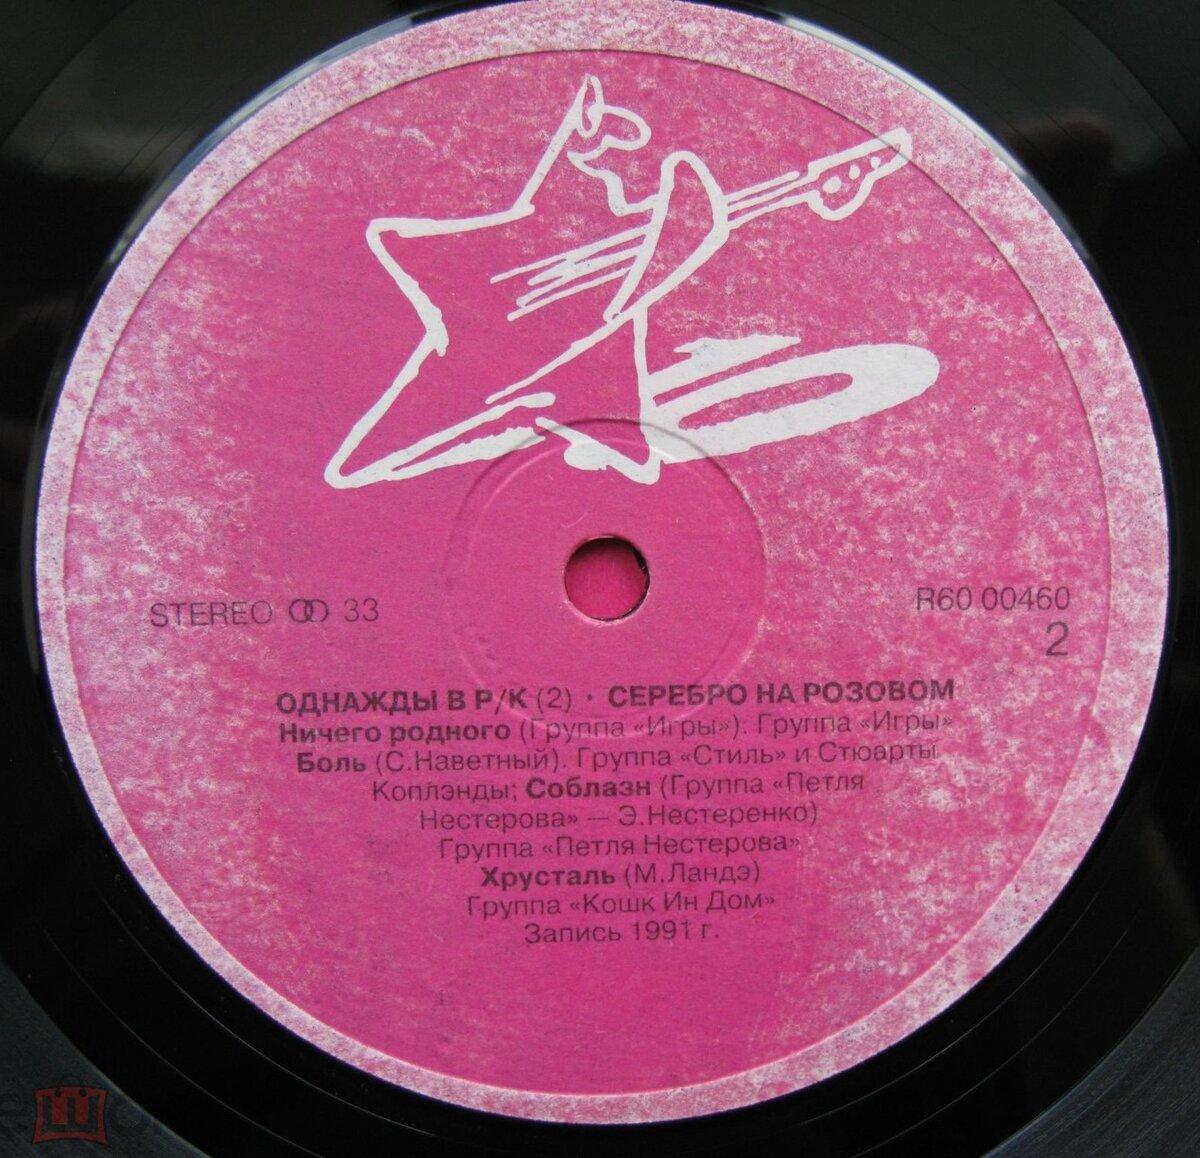 STEREO 33
R60 00460
2
ОДНАЖДЫ В Р/К (2) · СЕРЕБРО НА РОЗОВОМ
Ничего родного (Группа «Игры»). Группа «Игры»
Боль (С.Наветный). Группа «Стиль» и Стюарты
Коплэнды; Соблазн (Группа «Петля
Нестерова» — Э.Нестеренко)
Группа «Петля Нестерова»
Хрусталь (М.Ландэ)
Группа «Кошк Ин Дом»
Запись 1991 г.